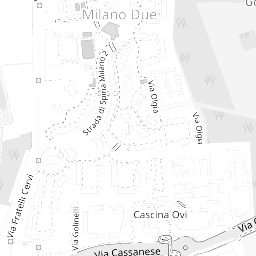 Milano Due
Strada di Spina Milano 2
Via Olgia
Via Olgia
Via Fratelli Cervi
Via Golinelli
Cascina Ovi
Via Cassanese